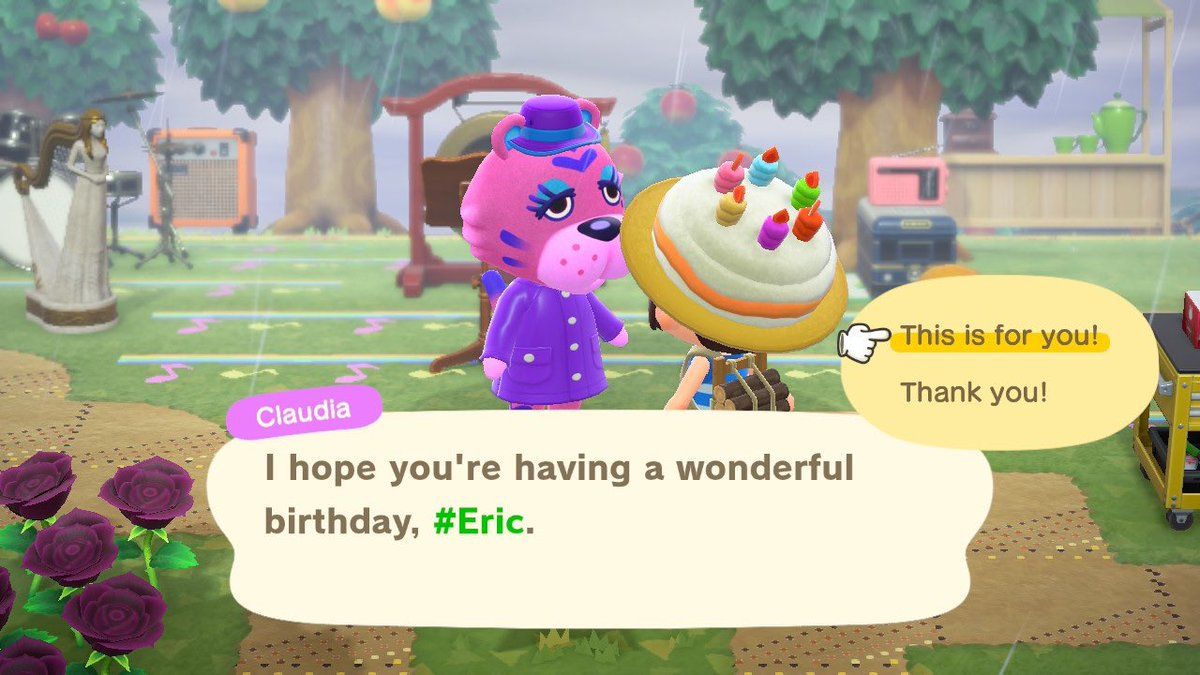 This is for you!
Thank you!
Claudia
I hope you're having a wonderful
birthday, #Eric.